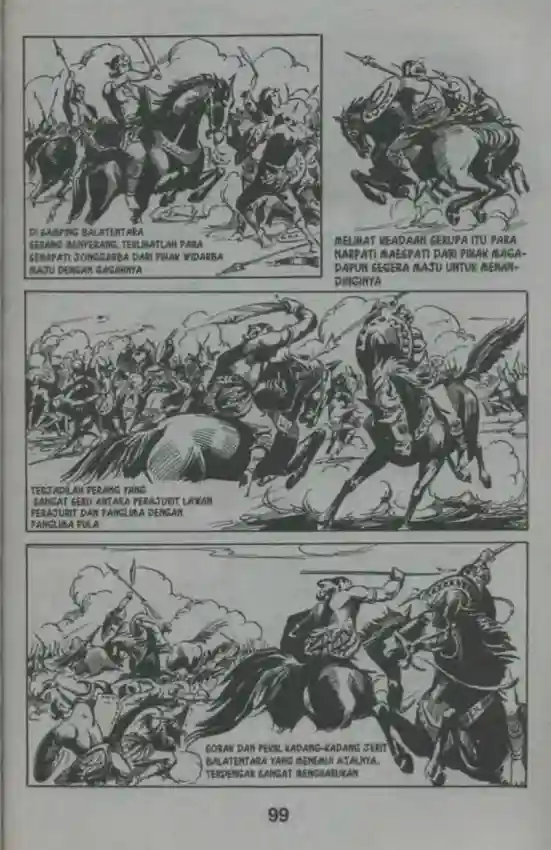 DI SAMPING BALATENTARA
SERANG MENYERANG, TERLIHATLAH PARA
SENAPATI JONGGARBA DARI PIHAK WIDARBA
MAJU DENGAN GAGAHNYA
MELIHAT KEADAAN SERUPA ITU PARA
NARPATI MAESPATI DARI PIHAK MAGA-
DAPUN SEGERA MAJU UNTUK MENAN-
DINGINYA
TERJADILAH PERANG YANG
SANGAT SERU ANTARA PERAJURIT LAWAN
PERAJURIT DAN PANGLIMA DENGAN
PANGLIMA PULA
SORAK DAN PEKIK KADANG-KADANG JERIT
BALATENTARA YANG MENEMUI AJALNYA,
TERDENGAR SANGAT MENGHARUKAN
99